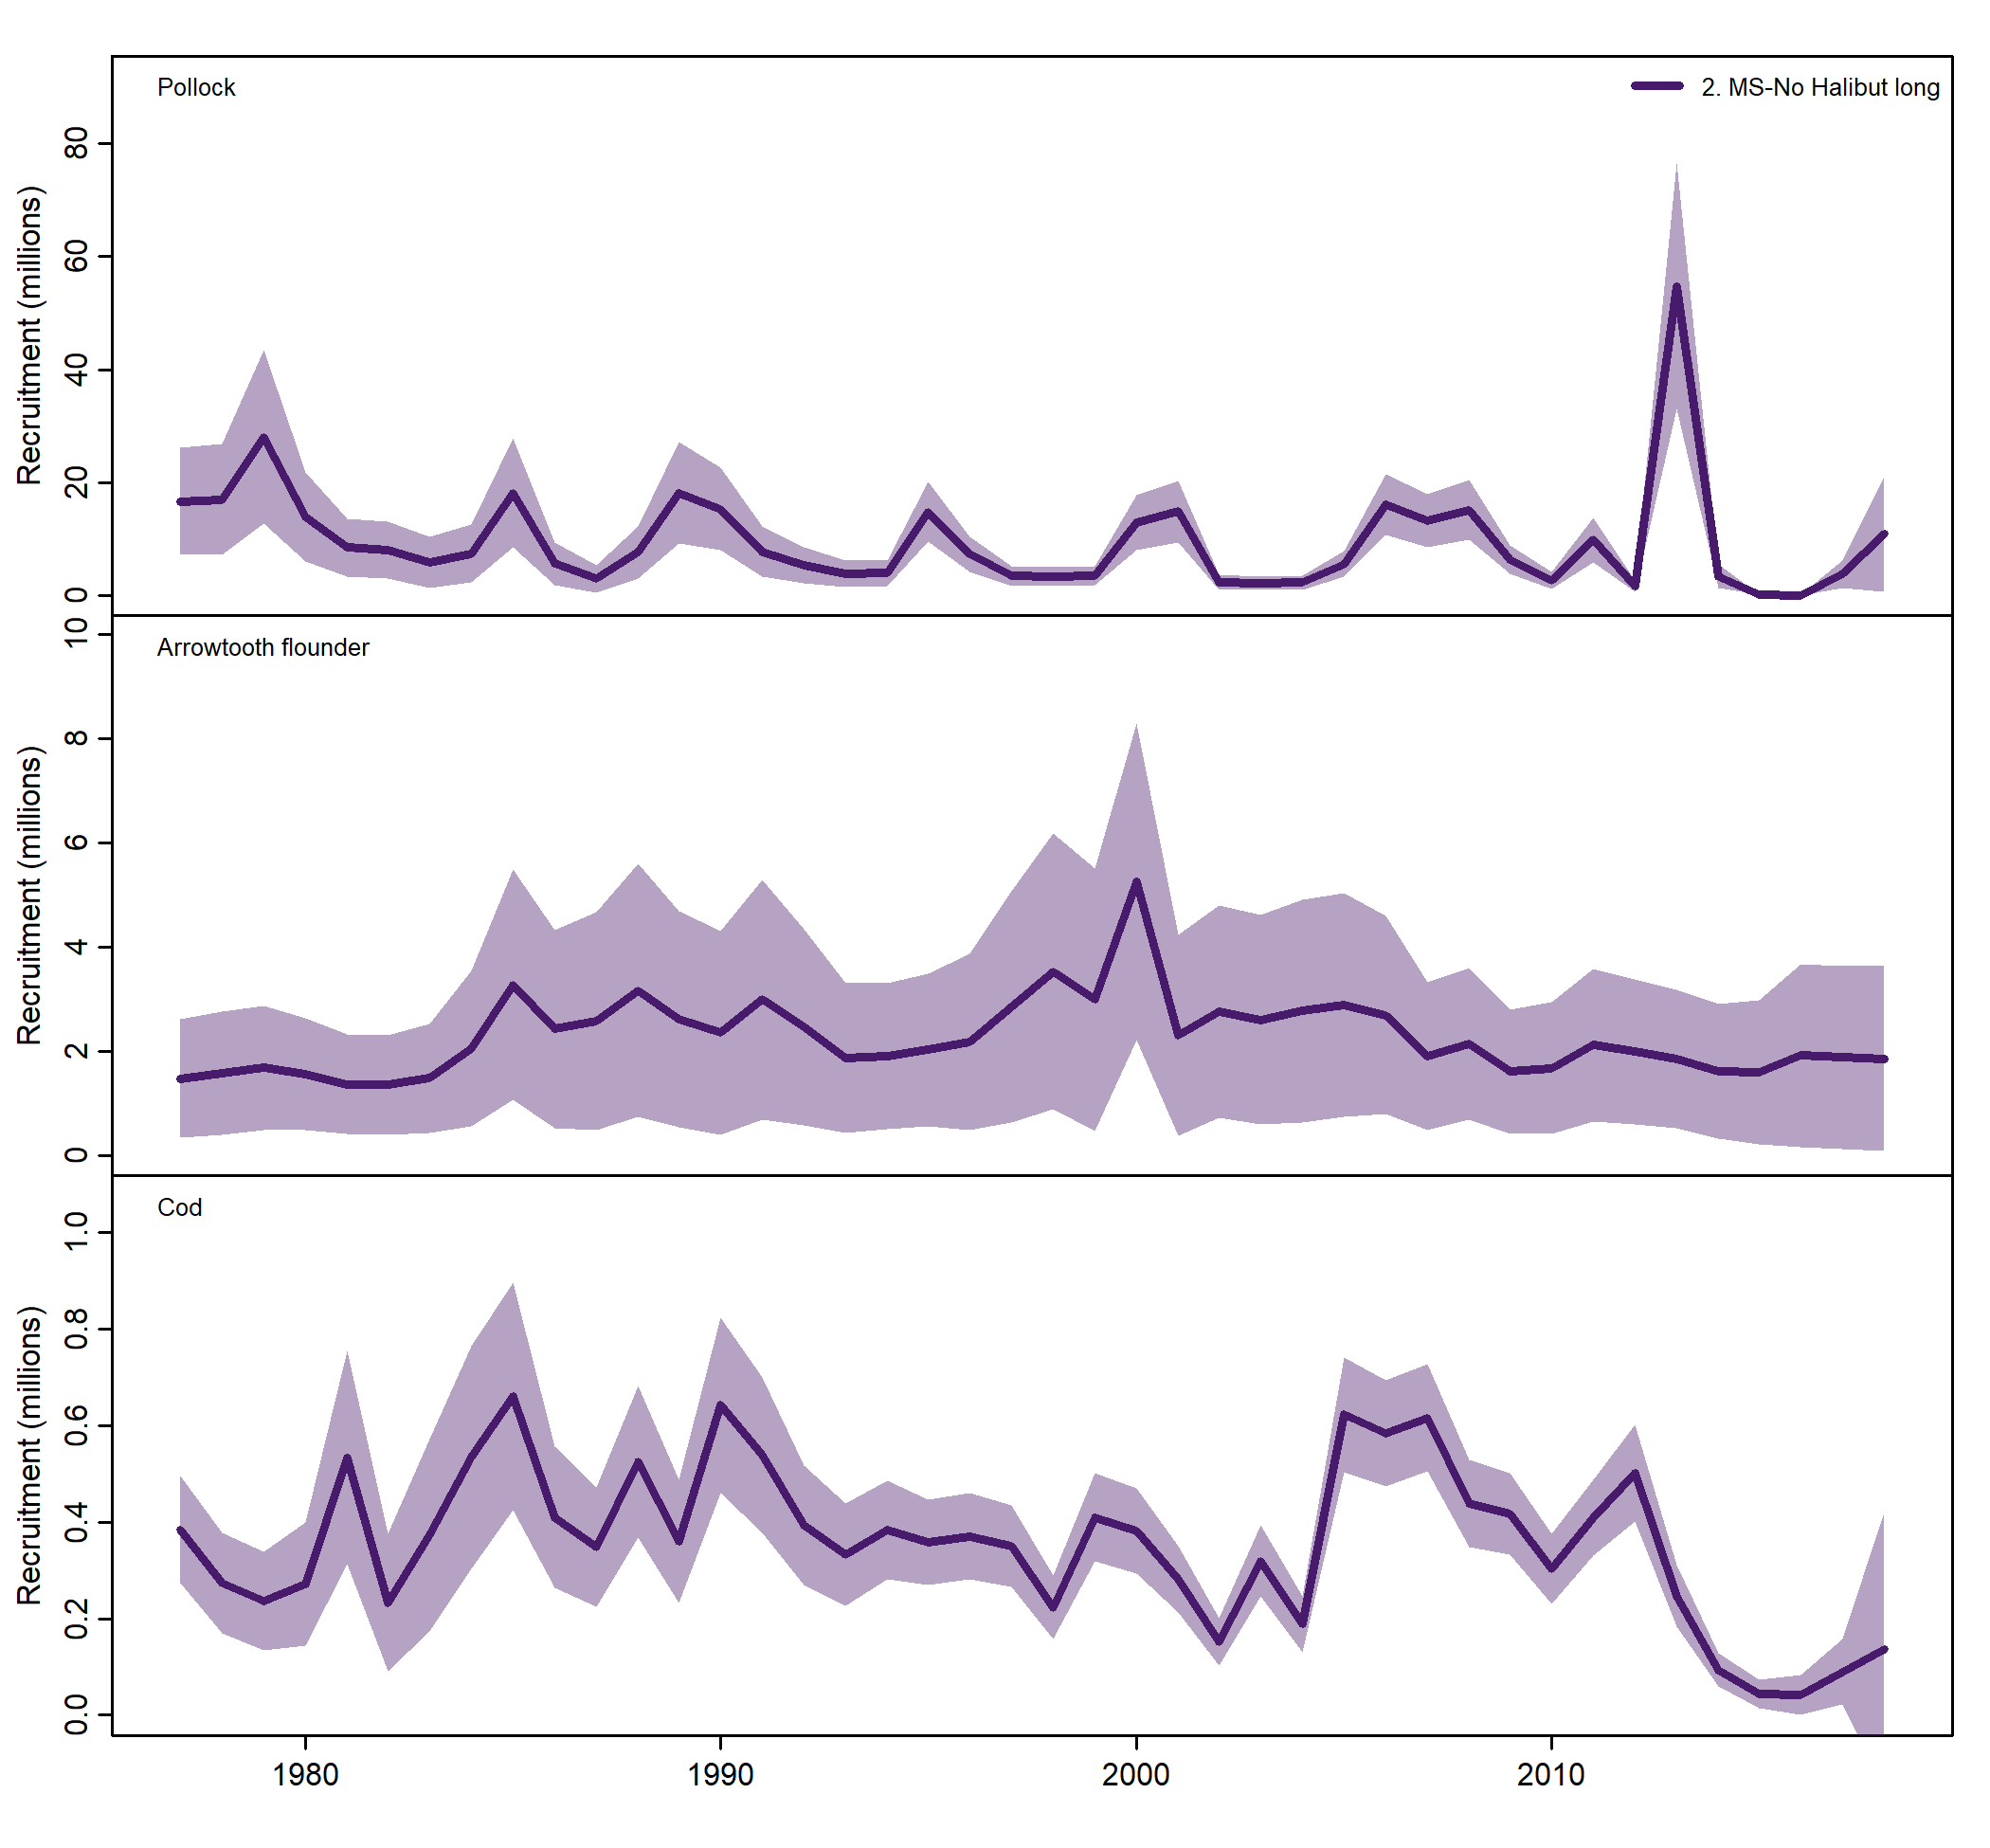 Pollock
2. MS-No Halibut long
Recruitment (millions)
80
60
40
20
0
Arrowtooth flounder
Recruitment (millions)
10
8
6
4
2
0
Cod
Recruitment (millions)
1.0
0.8
0.6
0.4
0.2
0.0
1980 1990 2000 2010